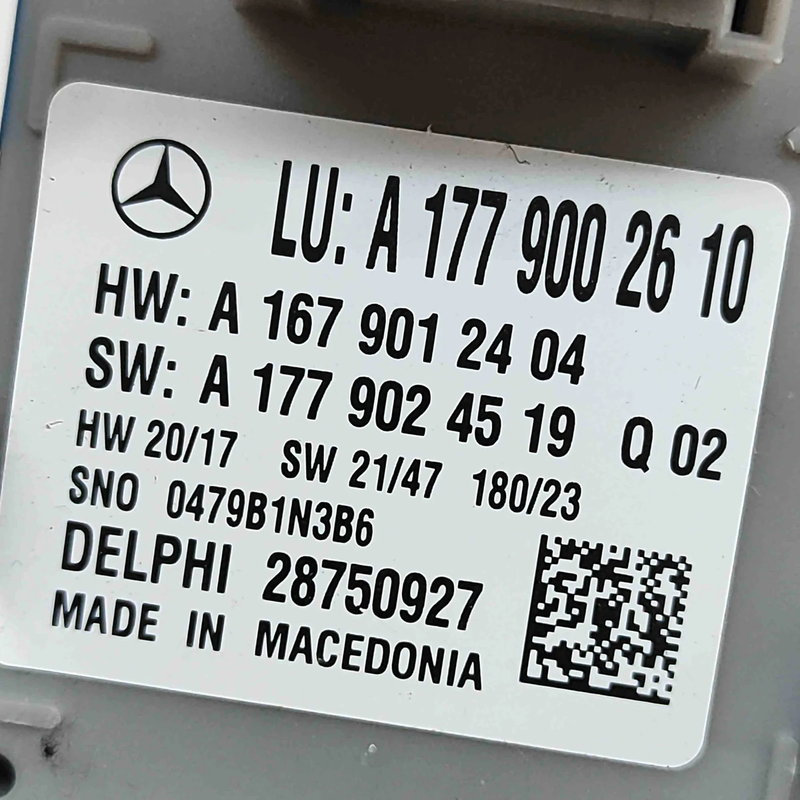 LU: A 177 900 26 10
HW: A 167 901 24 04
SW: A 177 902 45 19 Q 02
HW 20/17 SW 21/47 180/23
SNO 0479B1N3B6
DELPHI 28750927
MADE IN MACEDONIA